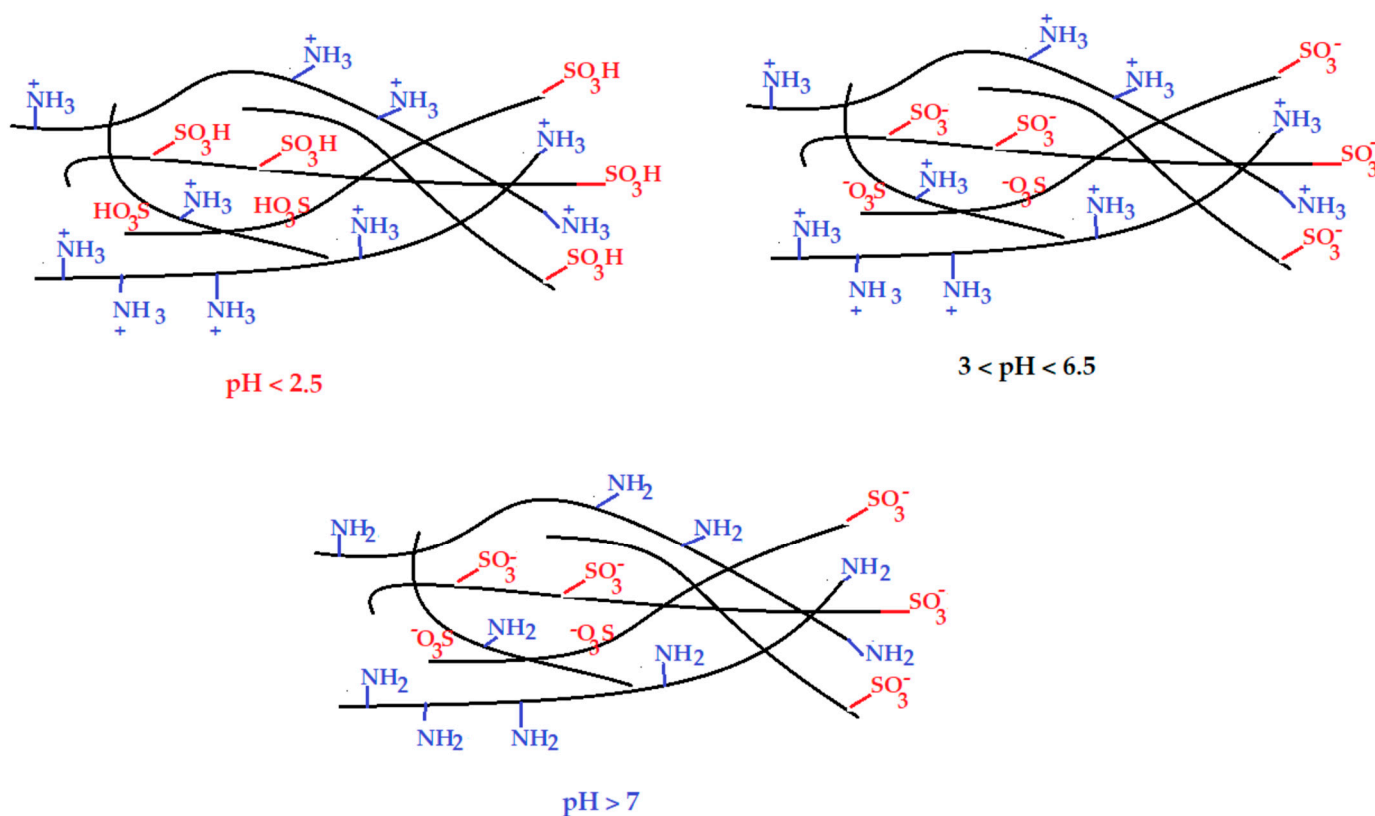 +NH3
SO3H
+NH3
+NH3
SO3H
SO3H
+NH3
SO3H
HO3S
+NH3
HO3S
+NH3
+NH3
+NH3
SO3H
NH3+
NH3+
pH < 2.5
+NH3
SO3-
+NH3
+NH3
SO3-
SO3-
+NH3
SO3-
-O3S
+NH3
-O3S
+NH3
+NH3
+NH3
SO3-
NH3+
NH3+
3 < pH < 6.5
NH2
SO3-
NH2
NH2
SO3-
SO3-
NH2
SO3-
-O3S
NH2
-O3S
NH2
NH2
NH2
SO3-
NH2
NH2
pH > 7